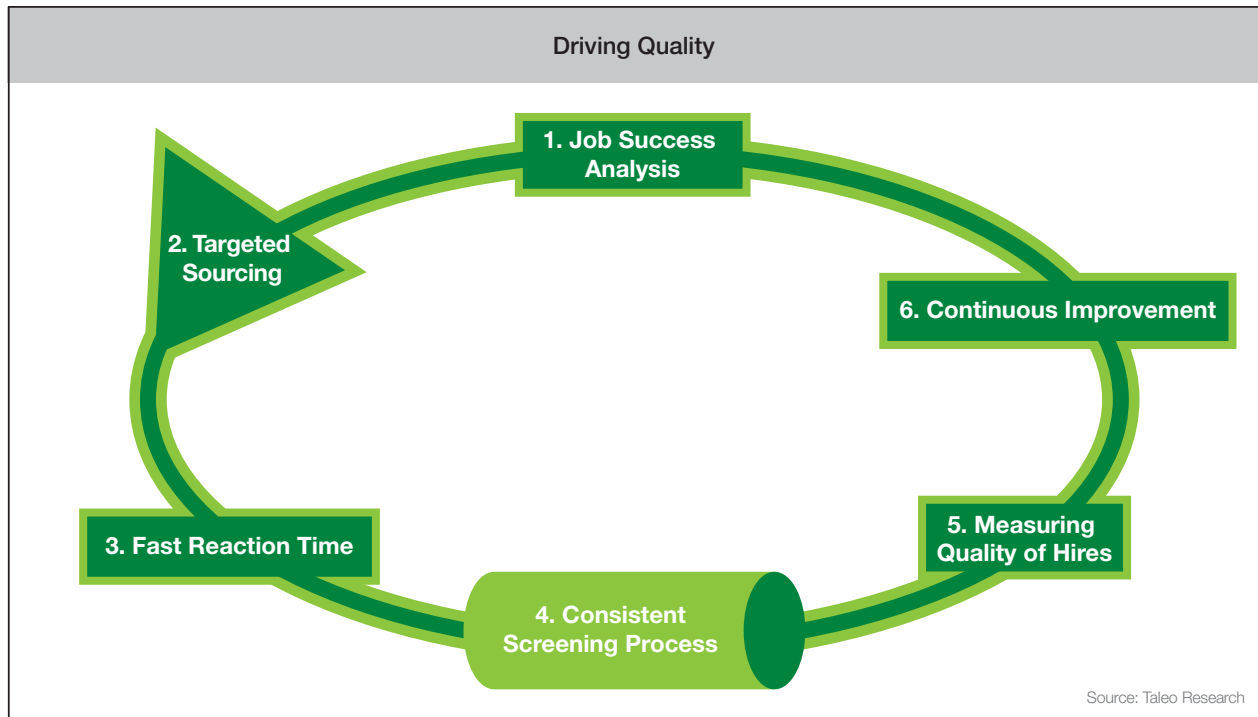 Driving Quality
1. Job Success
Analysis
2. Targeted
Sourcing
3. Fast Reaction Time
4. Consistent
Screening Process
5. Measuring
Quality of Hires
6. Continuous Improvement
Source: Taleo Research